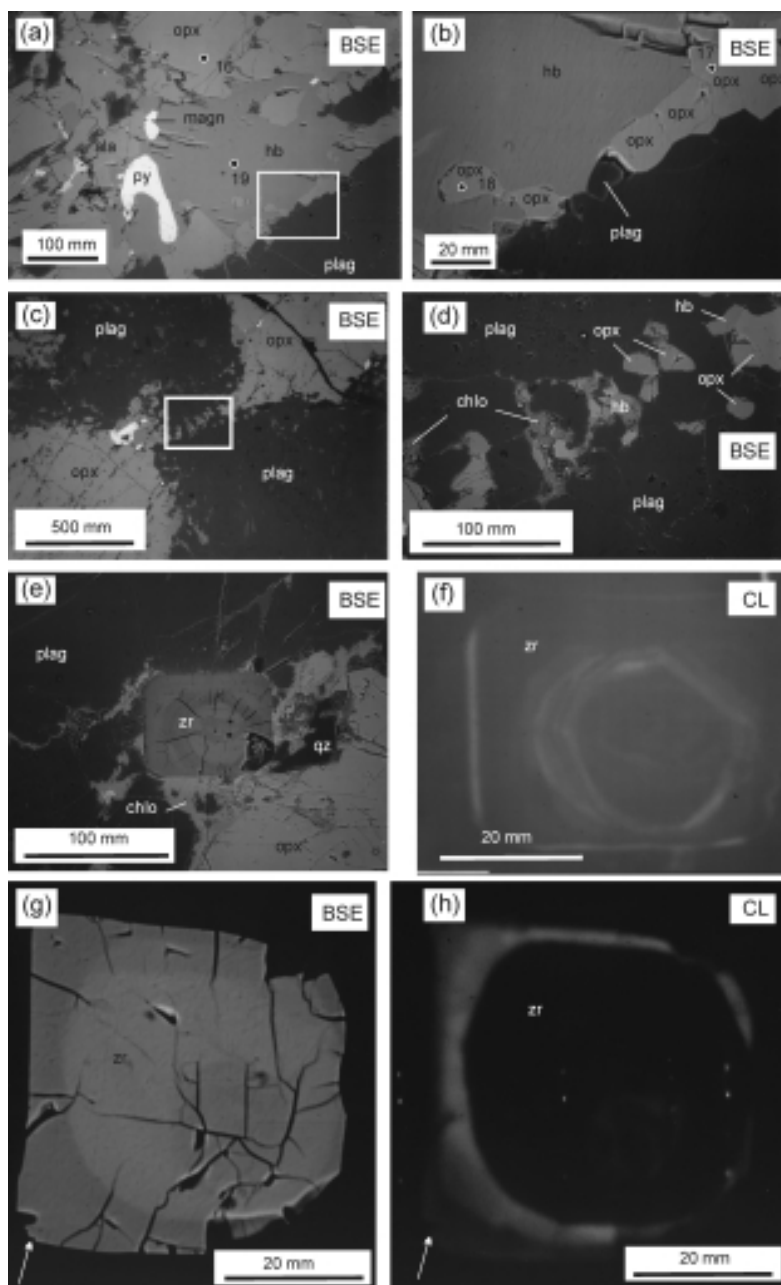 (a)
opx
BSE
16
magn
ala
hb
py
19
100 mm
plag
(b)
BSE
hb
17
opx
opx
opx
opx
opx
18
opx
plag
20 mm
(c)
plag
BSE
opx
opx
plag
500 mm
(d)
plag
opx
hb
opx
chlo
hb
BSE
plag
100 mm
(e)
BSE
plag
zr
qz
chlo
100 mm
opx
(f)
CL
zr
20 mm
(g)
BSE
zr
20 mm
(h)
CL
zr
20 mm